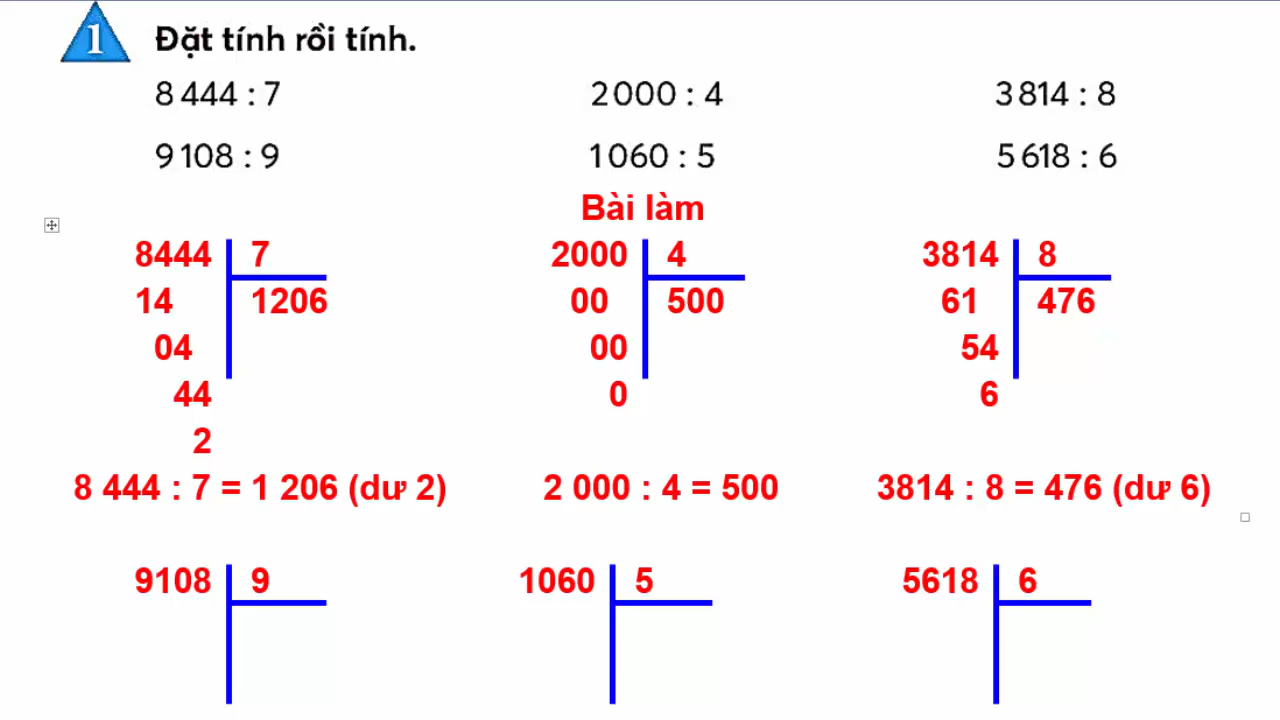 1 Đặt tính rồi tính.
8 444 : 7 2 000 : 4 3 814 : 8
9 108 : 9 1 060 : 5 5 618 : 6
Bài làm
8444 7 2000 4 3814 8
14 1206 00 500 61 476
04 00 54
44 0 6
2
8 444 : 7 = 1 206 (dư 2) 2 000 : 4 = 500 3814 : 8 = 476 (dư 6)
9108 9 1060 5 5618 6